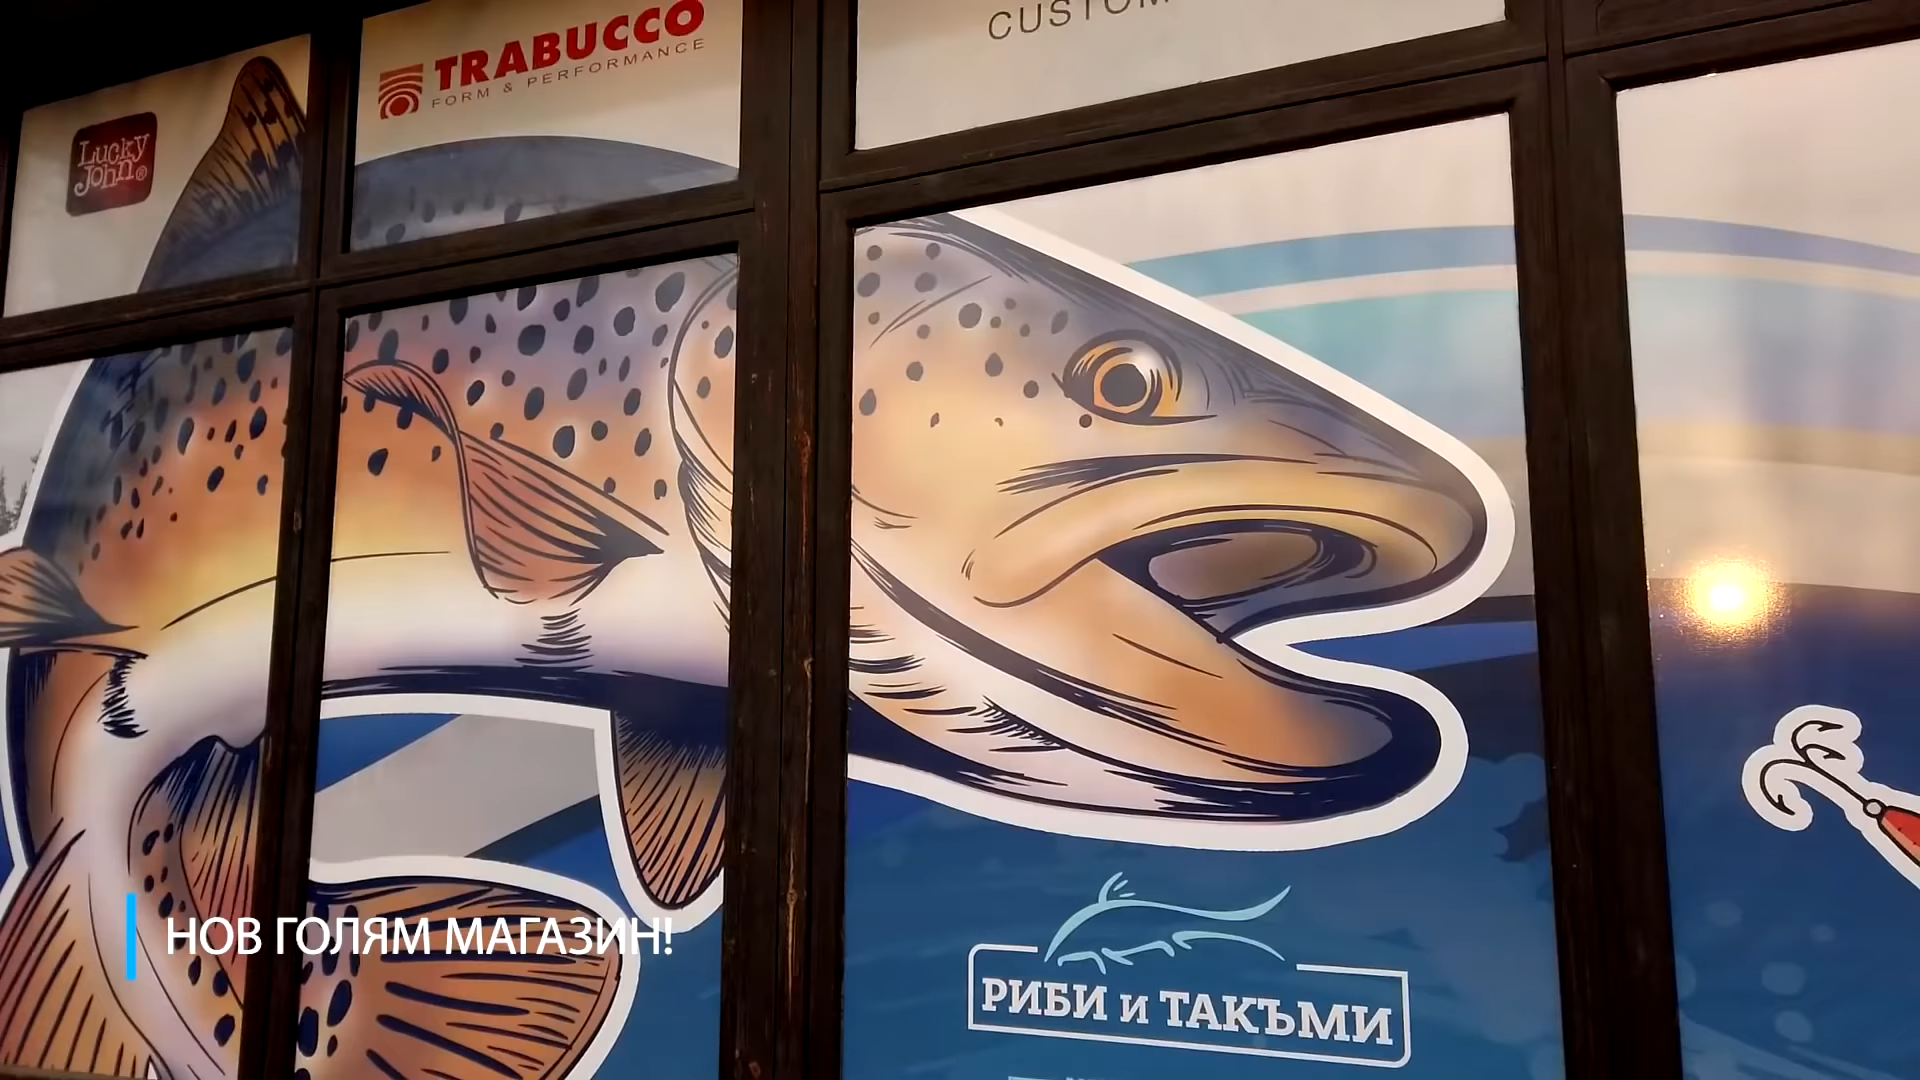 TRABUCCO
FORM & PERFORMANCE
CUSTOM
Lucky
John®
НОВ ГОЛЯМ МАГАЗИН!
РИБИ и ТАКЪМИ